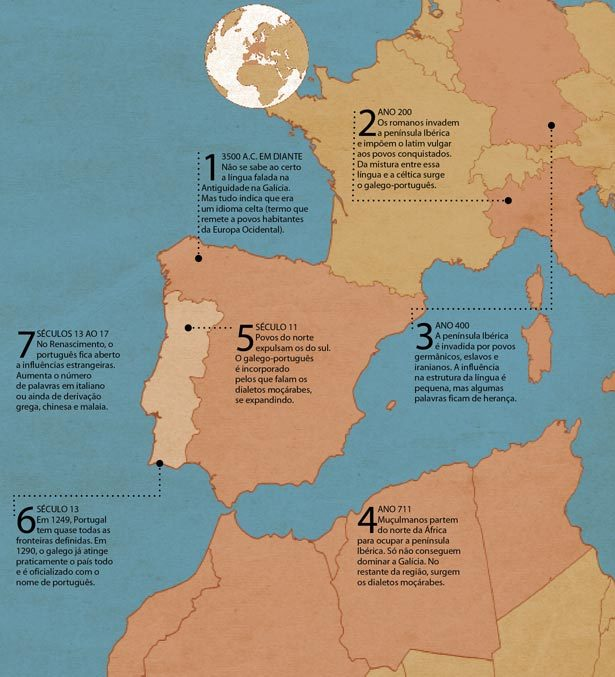 1
3500 A.C. EM DIANTE
Não se sabe ao certo
a língua falada na
Antiguidade na Galícia.
Mas tudo indica que era
um idioma celta (termo que
remete a povos habitantes
da Europa Ocidental).
2
ANO 200
Os romanos invadem
a península Ibérica
e impõem o latim vulgar
aos povos conquistados.
Da mistura entre essa
língua e a céltica surge
o galego-português.
3
ANO 400
A península Ibérica
é invadida por povos
germânicos, eslavos e
iranianos. A influência
na estrutura da língua é
pequena, mas algumas
palavras ficam de herança.
4
ANO 711
Muçulmanos partem
do norte da África
para ocupar a península
Ibérica. Só não conseguem
dominar a Galícia. No
restante da região, surgem
os dialetos moçárabes.
5
SÉCULO 11
Povos do norte
expulsam os do sul.
O galego-português
é incorporado
pelos que falam os
dialetos moçárabes,
se expandindo.
6
SÉCULO 13
Em 1249, Portugal
tem quase todas as
fronteiras definidas. Em
1290, o galego já atinge
praticamente o país todo
e é oficializado com o
nome de português.
7
SÉCULOS 13 AO 17
No Renascimento, o
português fica aberto
a influências estrangeiras.
Aumenta o número
de palavras em italiano
ou ainda de derivação
grega, chinesa e malaia.